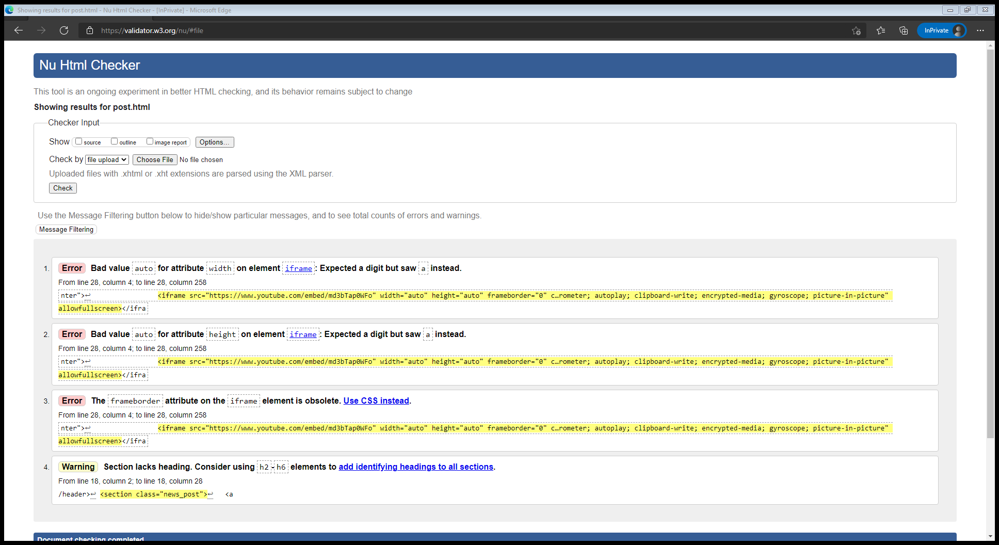 Showing results for post.html - Nu Html Checker - [InPrivate] - Microsoft Edge
https://validator.w3.org/nu/#file
InPrivate
Nu Html Checker
This tool is an ongoing experiment in better HTML checking, and its behavior remains subject to change
Showing results for post.html
Checker Input
Show source outline image report Options...
Check by file upload Choose File No file chosen
Uploaded files with .xhtml or .xht extensions are parsed using the XML parser.
Check
Use the Message Filtering button below to hide/show particular messages, and to see total counts of errors and warnings.
Message Filtering
1. Error Bad value auto for attribute width on element iframe: Expected a digit but saw a instead.
From line 28, column 4; to line 28, column 258
nter">↩ <iframe src="https://www.youtube.com/embed/md3bTap0WFo" width="auto" height="auto" frameborder="0" c…rometer; autoplay; clipboard-write; encrypted-media; gyroscope; picture-in-picture"
allowfullscreen></ifra
2. Error Bad value auto for attribute height on element iframe: Expected a digit but saw a instead.
From line 28, column 4; to line 28, column 258
nter">↩ <iframe src="https://www.youtube.com/embed/md3bTap0WFo" width="auto" height="auto" frameborder="0" c…rometer; autoplay; clipboard-write; encrypted-media; gyroscope; picture-in-picture"
allowfullscreen></ifra
3. Error The frameborder attribute on the iframe element is obsolete. Use CSS instead.
From line 28, column 4; to line 28, column 258
nter">↩ <iframe src="https://www.youtube.com/embed/md3bTap0WFo" width="auto" height="auto" frameborder="0" c…rometer; autoplay; clipboard-write; encrypted-media; gyroscope; picture-in-picture"
allowfullscreen></ifra
4. Warning Section lacks heading. Consider using h2-h6 elements to add identifying headings to all sections.
From line 18, column 2; to line 18, column 28
/header>↩ <section class="news_post">↩ <a
Document checking completed.